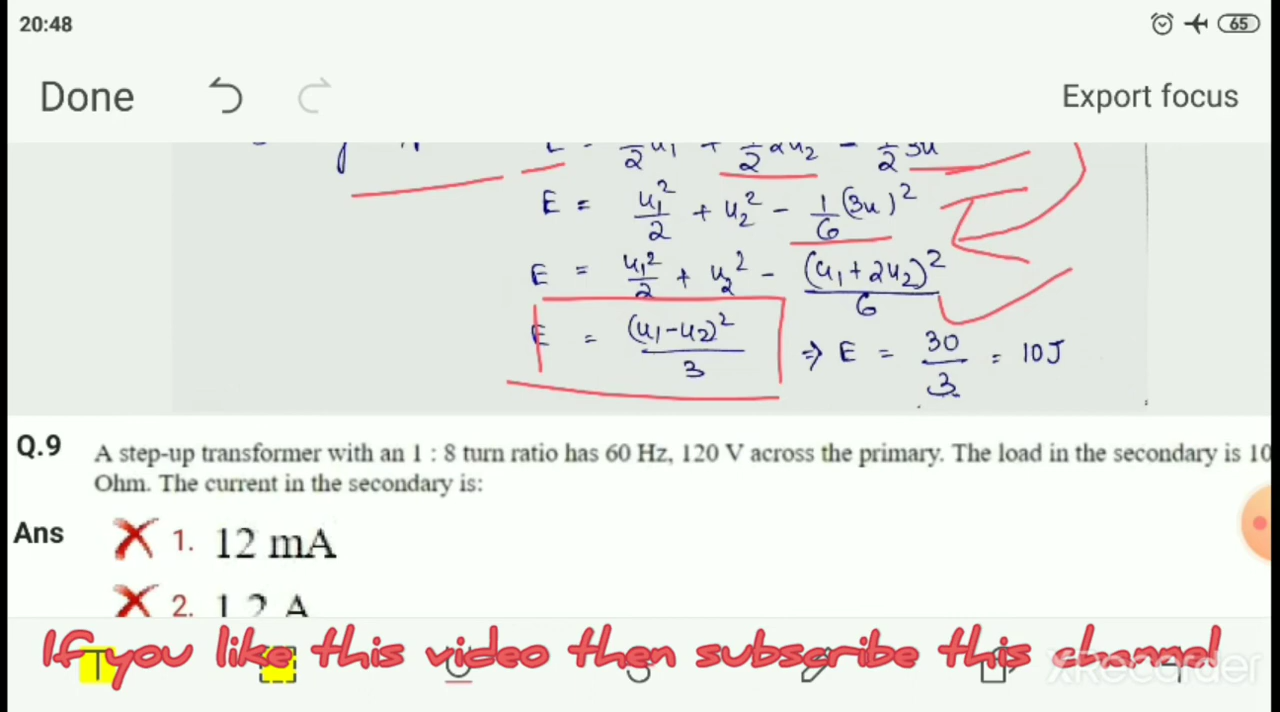 20:48
65
Done
Export focus
E = u₁²/2 + u₂² - 1/6 (3u)²
E = u₁²/2 + u₂² - (u₁+2u₂)²/6
E = (u₁-u₂)²/3 ⇒ E = 30/3 = 10J
Q.9 A step-up transformer with an 1 : 8 turn ratio has 60 Hz, 120 V across the primary. The load in the secondary is 10
Ohm. The current in the secondary is:
Ans X 1. 12 mA
X 2. 1.2 A
If you like this video then subscribe this channel
XRecorder